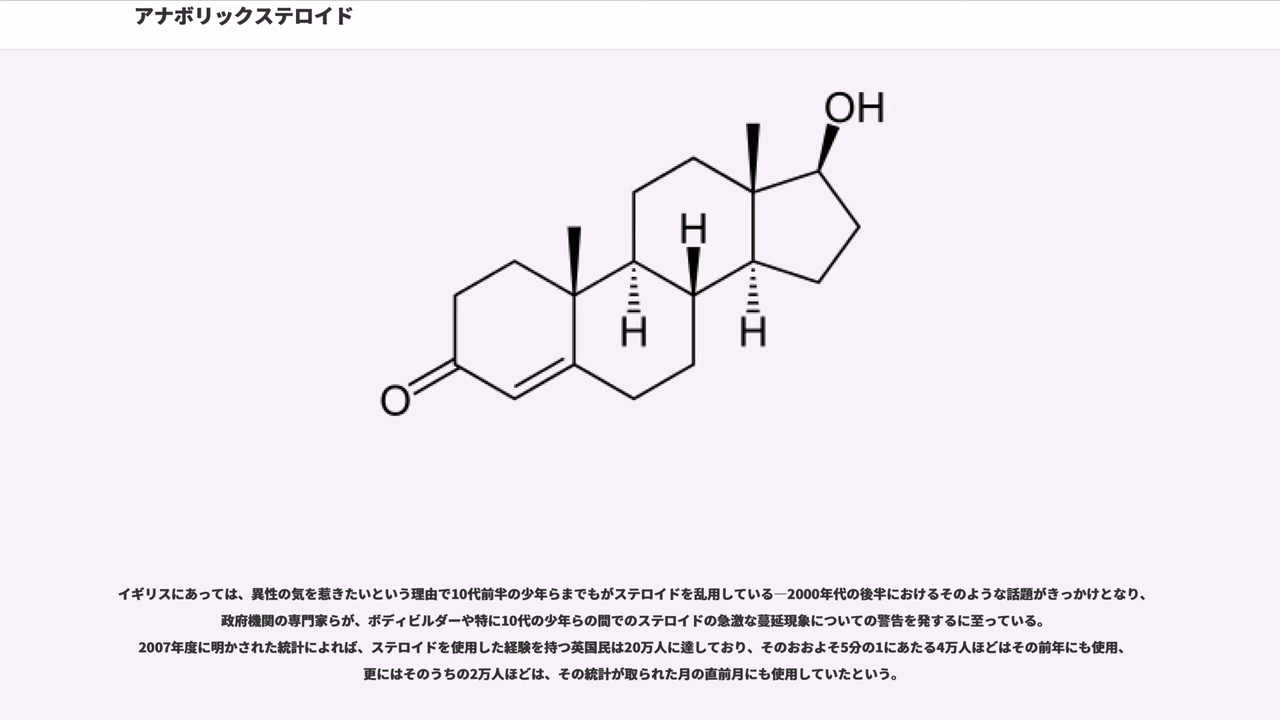 アナボリックステロイド
OH
H
H
H
O
イギリスにあっては、異性の気を惹きたいという理由で10代前半の少年らまでもがステロイドを乱用している―2000年代の後半におけるそのような話題がきっかけとなり、
政府機関の専門家らが、ボディビルダーや特に10代の少年らの間でのステロイドの急激な蔓延現象についての警告を発するに至っている。
2007年度に明かされた統計によれば、ステロイドを使用した経験を持つ英国民は20万人に達しており、そのおおよそ5分の1にあたる4万人ほどはその前年にも使用、
更にはそのうちの2万人ほどは、その統計が取られた月の直前月にも使用していたという。